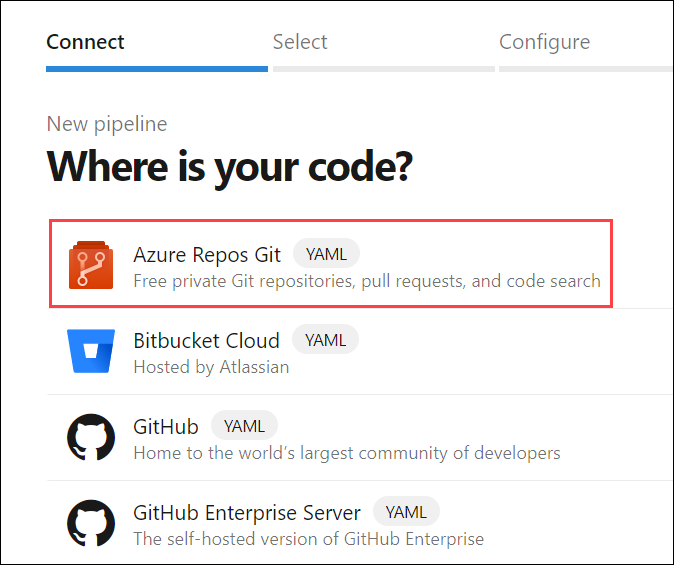 Connect Select Configure
New pipeline
Where is your code?
Azure Repos Git YAML
Free private Git repositories, pull requests, and code search
Bitbucket Cloud YAML
Hosted by Atlassian
GitHub YAML
Home to the world’s largest community of developers
GitHub Enterprise Server YAML
The self-hosted version of GitHub Enterprise